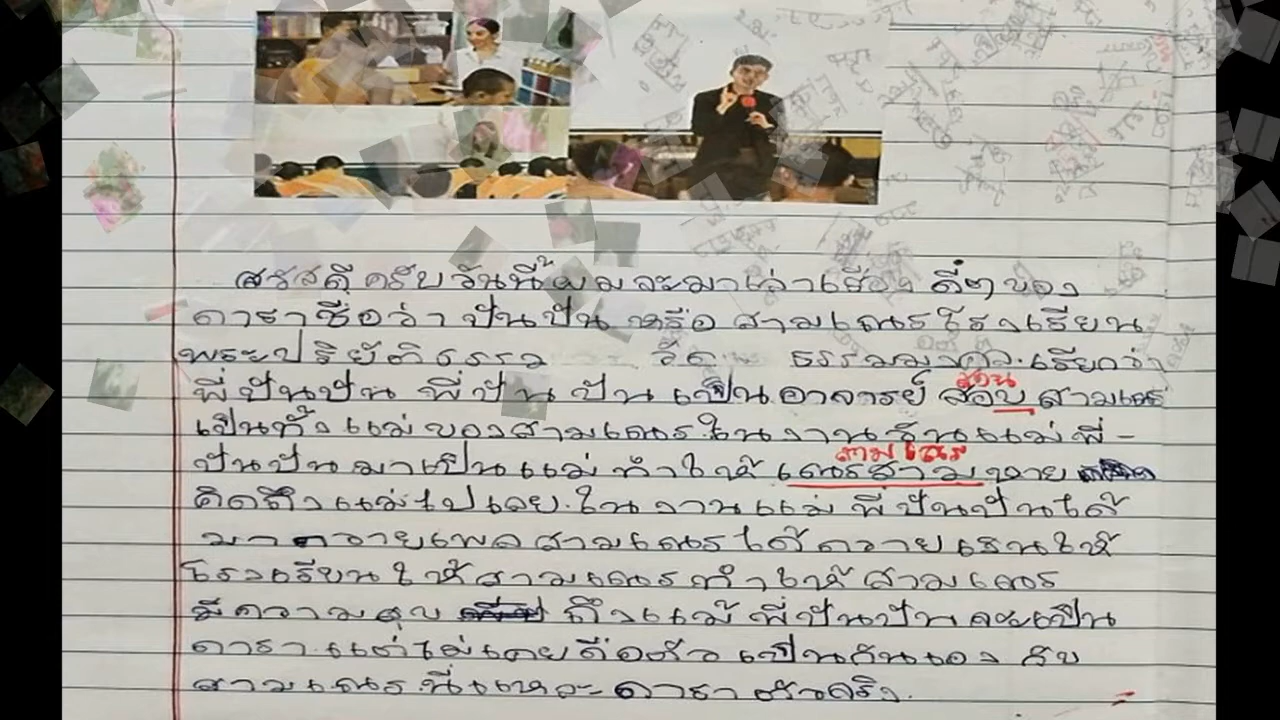 สวัสดีครับวันนี้ผมจะมาเล่าเรื่อง ดีๆของ
ดาราชื่อว่า ปันปัน หรือ สามเณรโรงเรียน
พระปริยัติธรรม วัด เรียกว่า
พี่ปันปัน พี่ปันปัน เป็น อาจารย์ สอบ สามเณร
สอน
เป็นทั้งแม่ของสามเณรในงานวันแม่พี่-
ปันปันมาเป็นแม่ ทำให้ เณรสาม หาย
สามเณร
คิดถึงแม่ไปเลย.ในงานแม่ พี่ปันปันได้
มา ถวายเพลสามเณร ได้ถวาย ให้
โรงเรียนให้สามเณร ทำให้ สามเณร
มีความสุข ถึงแม้ พี่ปันปัน จะเป็น
ดารา แต่ไม่เคยถือตัว เป็นกันเอง กับ
สามเณร นี่แหละ ดารา ตัวจริง.